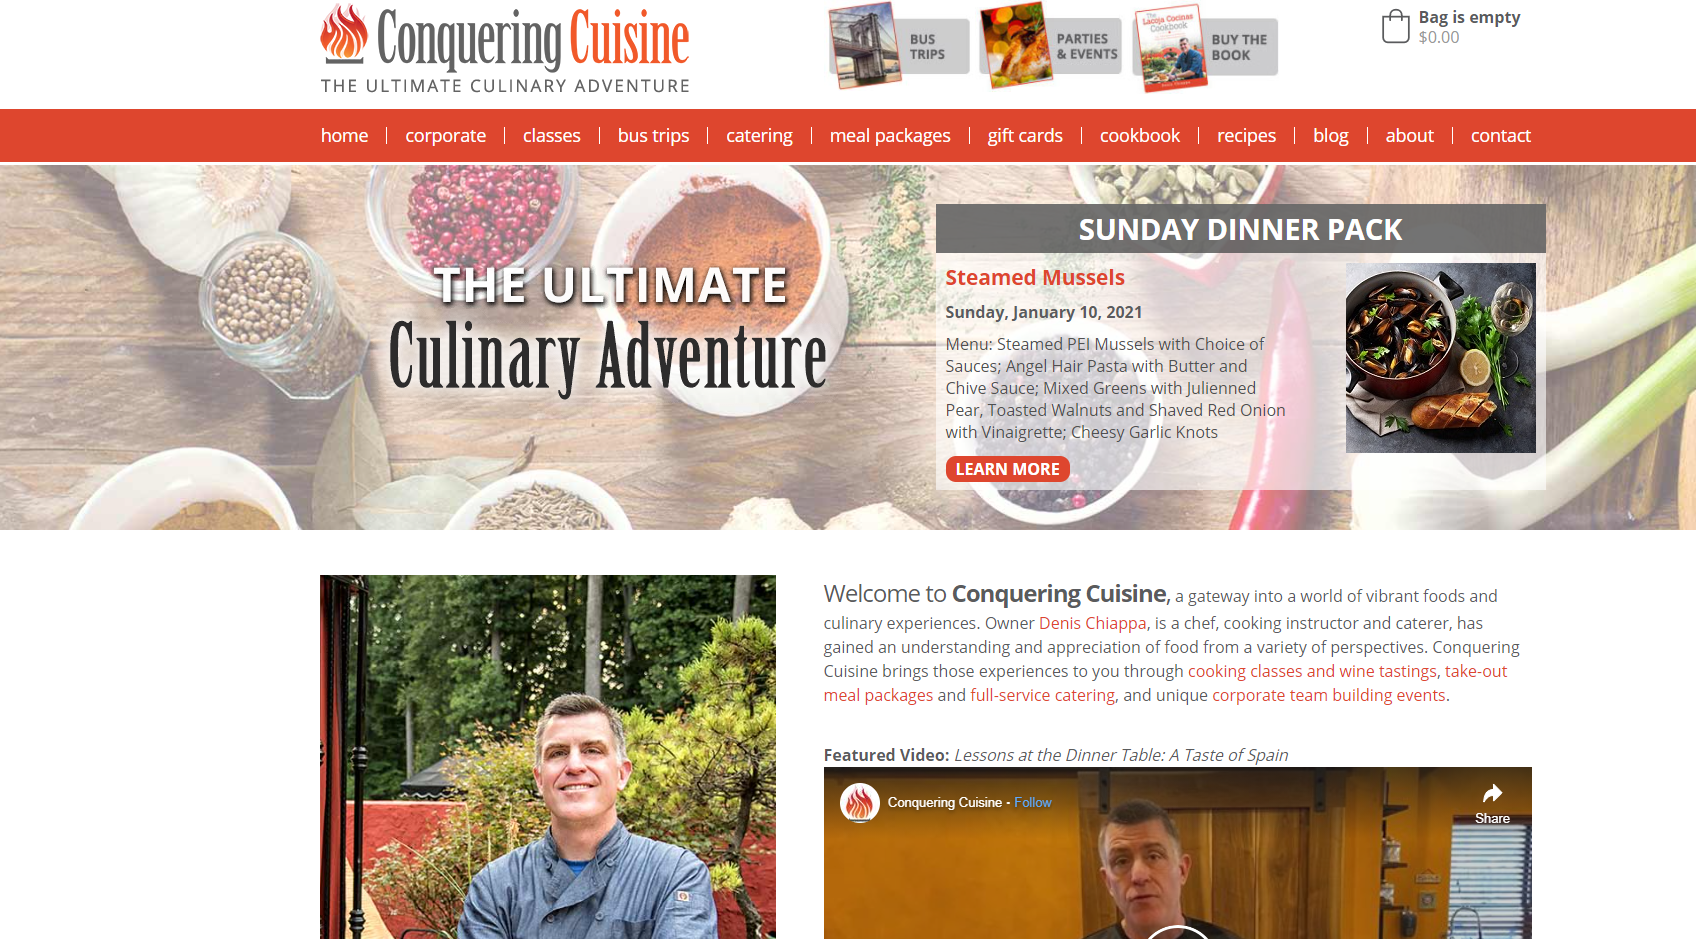 Conquering Cuisine
THE ULTIMATE CULINARY ADVENTURE
BUS
TRIPS
PARTIES
& EVENTS
The
Lacoja Cocinas
Cookbook
BUY THE
BOOK
Bag is empty
$0.00
home
corporate
classes
bus trips
catering
meal packages
gift cards
cookbook
recipes
blog
about
contact
THE ULTIMATE
Culinary Adventure
SUNDAY DINNER PACK
Steamed Mussels
Sunday, January 10, 2021
Menu: Steamed PEI Mussels with Choice of
Sauces; Angel Hair Pasta with Butter and
Chive Sauce; Mixed Greens with Julienned
Pear, Toasted Walnuts and Shaved Red Onion
with Vinaigrette; Cheesy Garlic Knots
LEARN MORE
Welcome to Conquering Cuisine, a gateway into a world of vibrant foods and
culinary experiences. Owner Denis Chiappa, is a chef, cooking instructor and caterer, has
gained an understanding and appreciation of food from a variety of perspectives. Conquering
Cuisine brings those experiences to you through cooking classes and wine tastings, take-out
meal packages and full-service catering, and unique corporate team building events.
Featured Video: Lessons at the Dinner Table: A Taste of Spain
Conquering Cuisine - Follow
Share